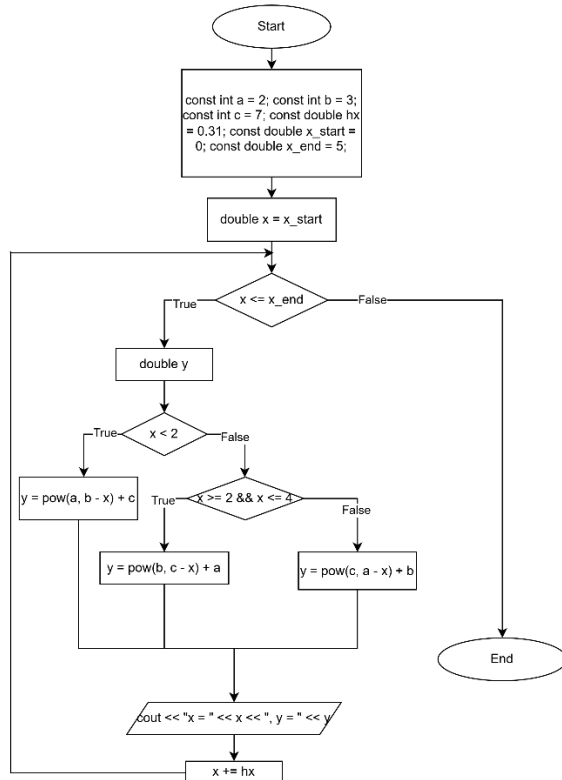 Start
const int a = 2; const int b = 3;
const int c = 7; const double hx
= 0.31; const double x_start =
0; const double x_end = 5;
double x = x_start
x <= x_end
True
False
double y
x < 2
True
False
y = pow(a, b - x) + c
x >= 2 && x <= 4
True
False
y = pow(b, c - x) + a
y = pow(c, a - x) + b
End
cout << "x = " << x << ", y = " << y
x += hx